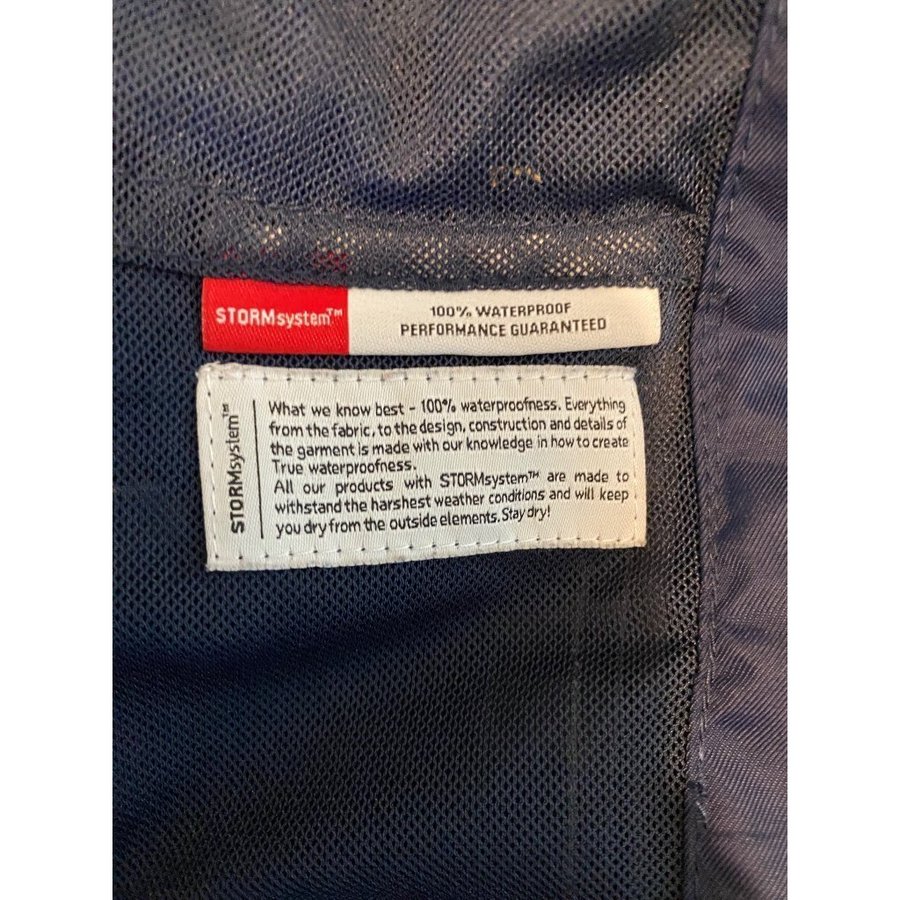 STORMsystem™
100% WATERPROOF
PERFORMANCE GUARANTEED
STORMsystem™
What we know best - 100% waterproofness. Everything
from the fabric, to the design, construction and details of
the garment is made with our knowledge in how to create
True waterproofness.
All our products with STORMsystem™ are made to
withstand the harshest weather conditions and will keep
you dry from the outside elements. Stay dry!